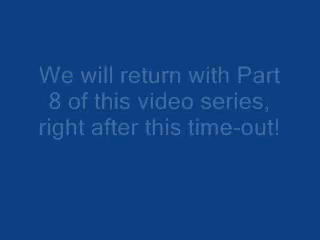 We will return with Part
8 of this video series,
right after this time-out!